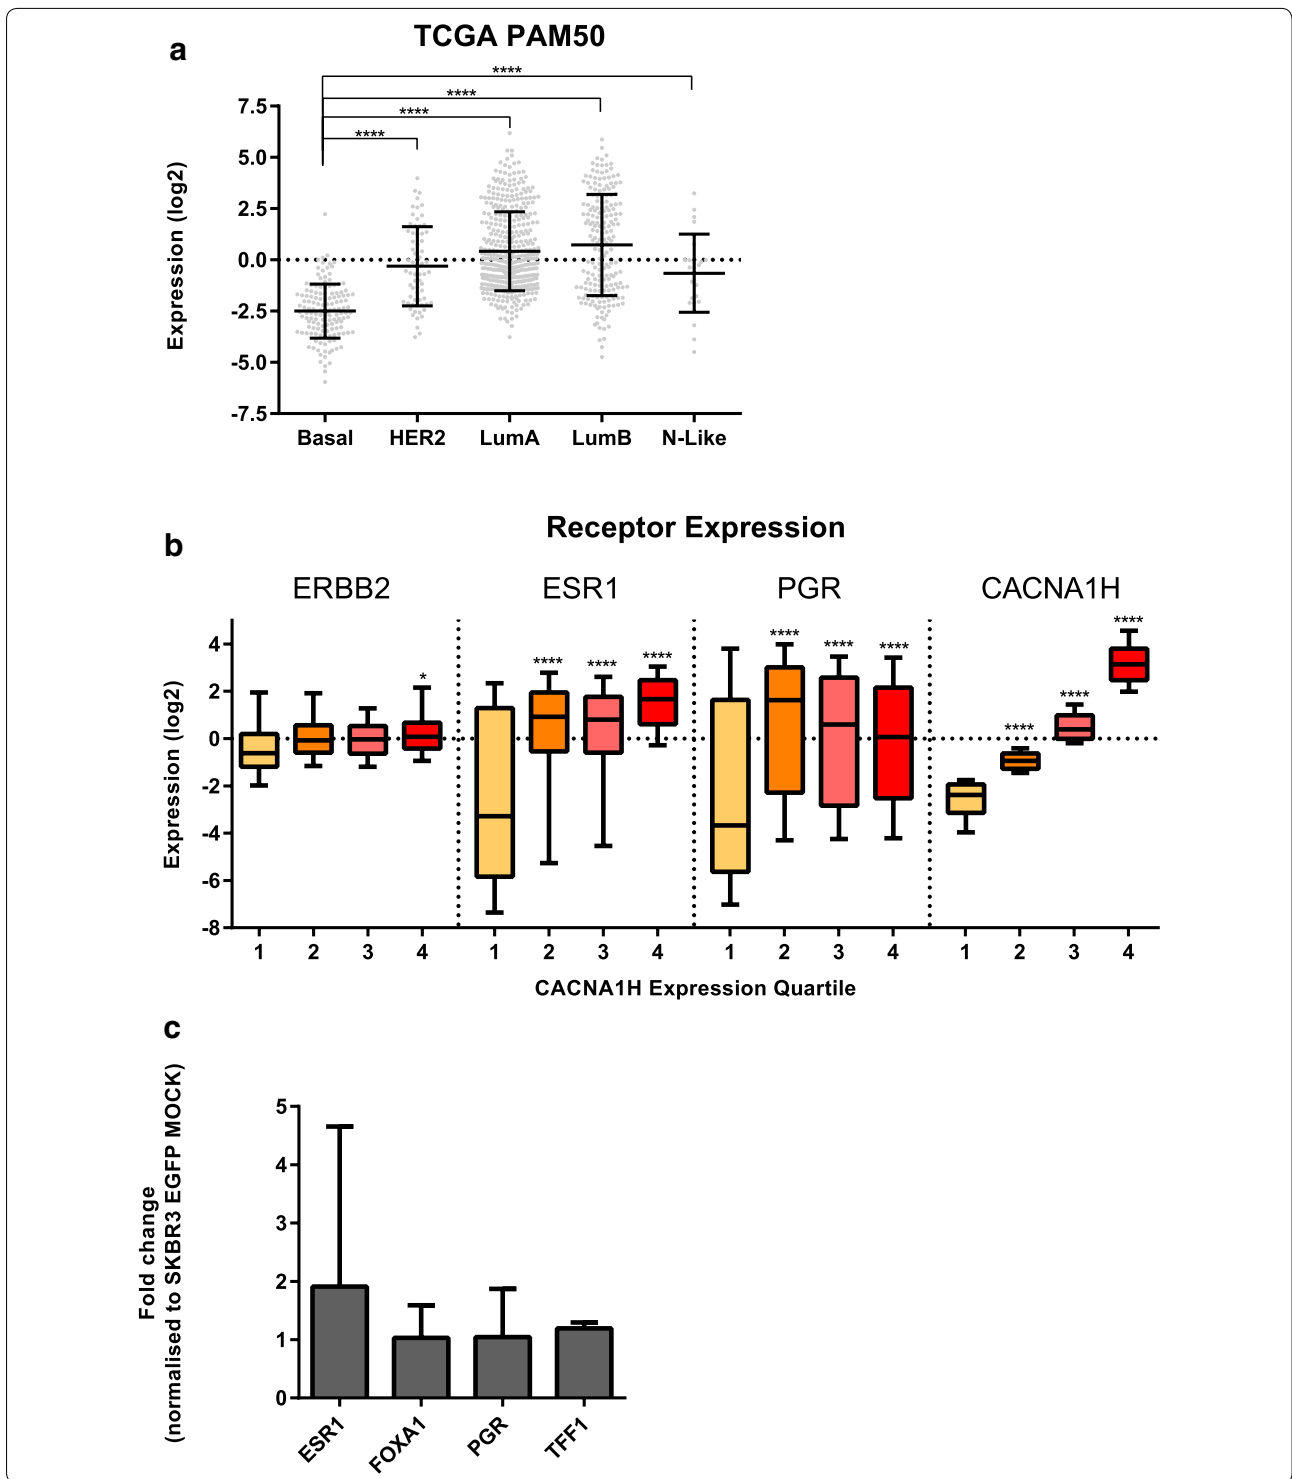 a
TCGA PAM50
****
****
****
****
7.5
5.0
2.5
0.0
-2.5
-5.0
-7.5
Expression (log2)
Basal HER2 LumA LumB N-Like
b
Receptor Expression
ERBB2 ESR1 PGR CACNA1H
* **** **** **** **** **** **** **** **** ****
4
2
0
-2
-4
-6
-8
Expression (log2)
1 2 3 4 1 2 3 4 1 2 3 4 1 2 3 4
CACNA1H Expression Quartile
c
Fold change
(normalised to SKBR3 EGFP MOCK)
5
4
3
2
1
0
ESR1 FOXA1 PGR TFF1